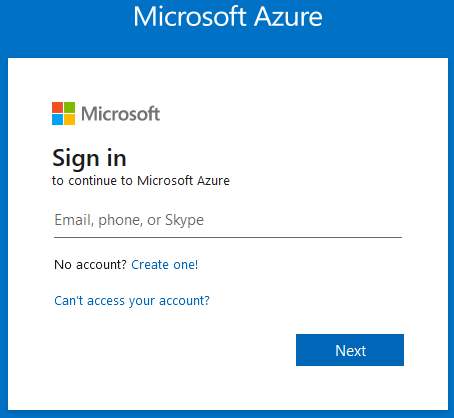 Microsoft Azure
Microsoft
Sign in
to continue to Microsoft Azure
Email, phone, or Skype
No account? Create one!
Can't access your account?
Next